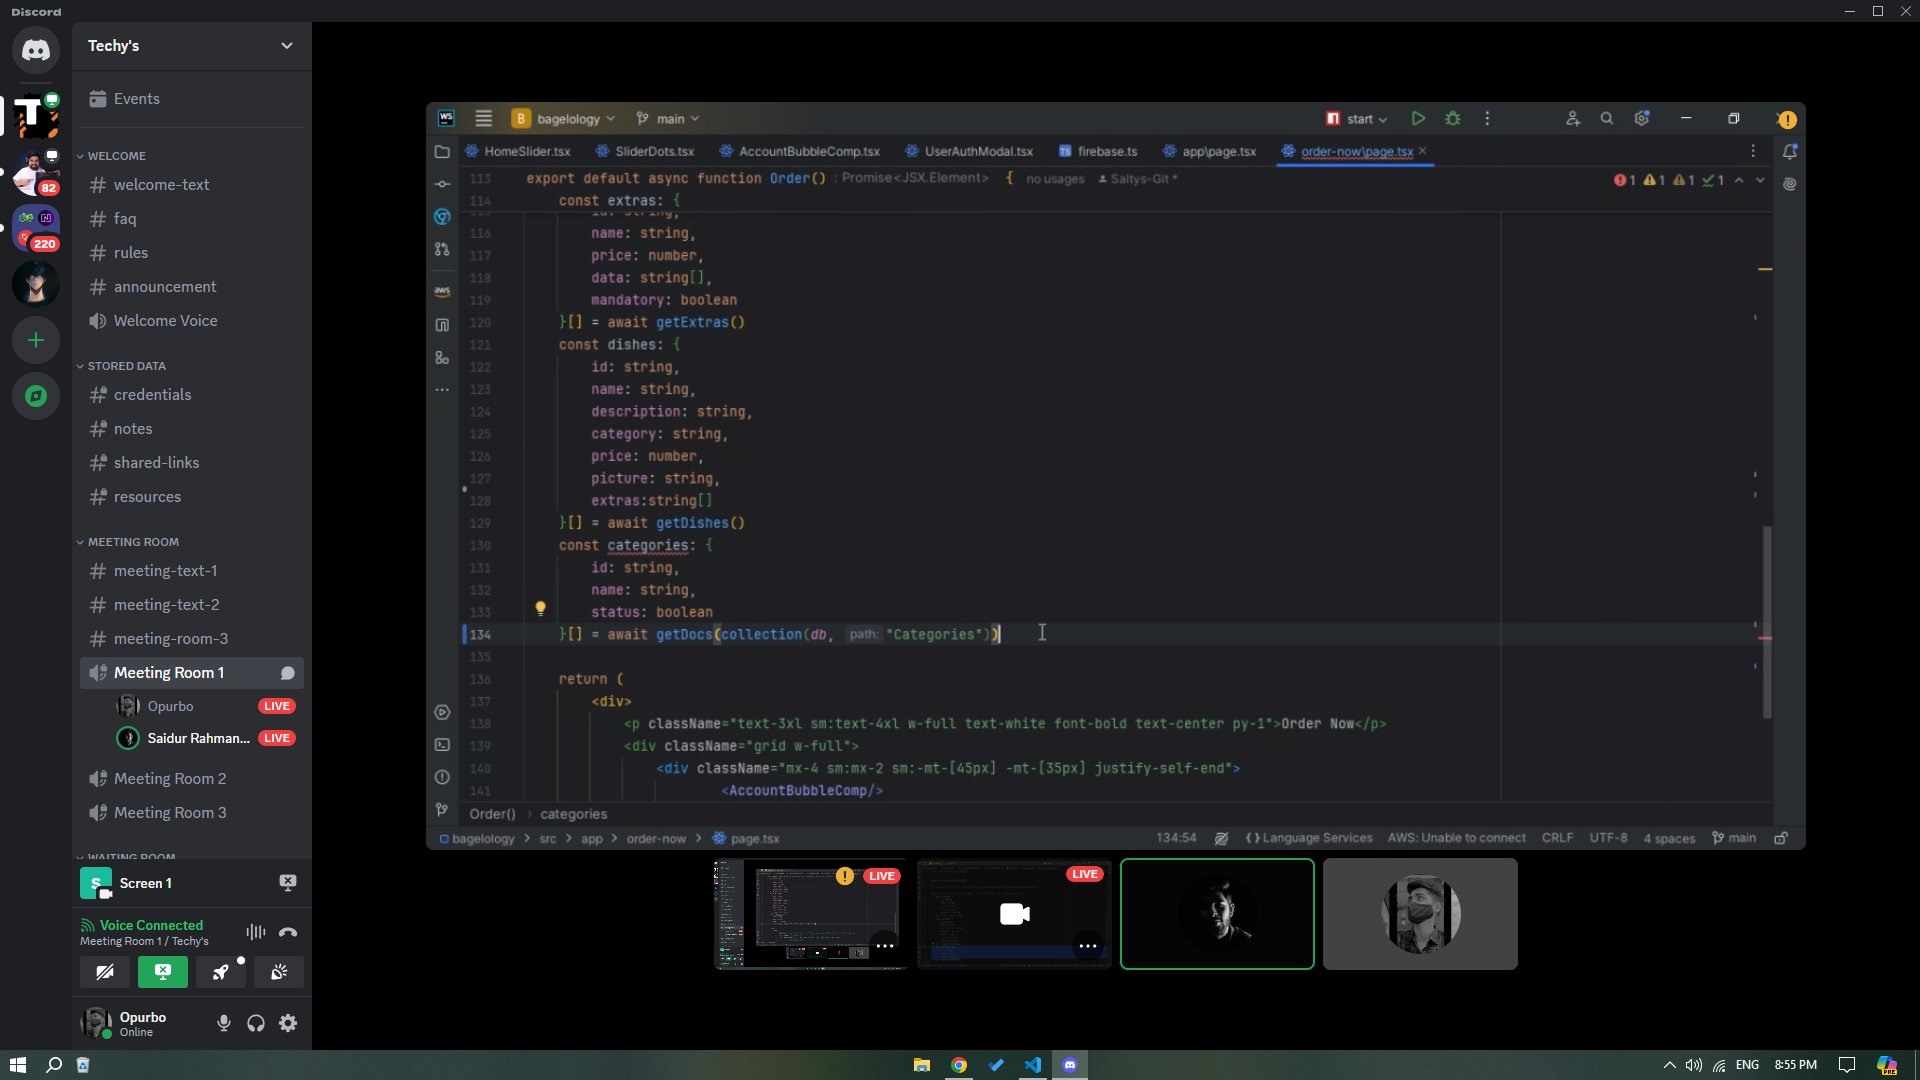 Discord
Techy's
Events
WELCOME
welcome-text
faq
rules
announcement
Welcome Voice
STORED DATA
credentials
notes
shared-links
resources
MEETING ROOM
meeting-text-1
meeting-text-2
meeting-room-3
Meeting Room 1
Opurbo LIVE
Saidur Rahman... LIVE
Meeting Room 2
Meeting Room 3
WAITING ROOM
82
220
Screen 1
Voice Connected
Meeting Room 1 / Techy's
Opurbo
Online
WS B bagelology main start
HomeSlider.tsx SliderDots.tsx AccountBubbleComp.tsx UserAuthModal.tsx TS firebase.ts app\page.tsx order-now\page.tsx
113 export default async function Order() : Promise<JSX.Element> { no usages Saltys-Git *
1 1 1 1
114 const extras: {
id: string,
116 name: string,
117 price: number,
118 data: string[],
119 mandatory: boolean
120 }[] = await getExtras()
121 const dishes: {
122 id: string,
123 name: string,
124 description: string,
125 category: string,
126 price: number,
127 picture: string,
128 extras:string[]
129 }[] = await getDishes()
130 const categories: {
131 id: string,
132 name: string,
133 status: boolean
134 }[] = await getDocs(collection(db, path: "Categories"))
135
136 return (
137 <div>
138 <p className="text-3xl sm:text-4xl w-full text-white font-bold text-center py-1">Order Now</p>
139 <div className="grid w-full">
140 <div className="mx-4 sm:mx-2 sm:-mt-[45px] -mt-[35px] justify-self-end">
141 <AccountBubbleComp/>
aws
Order() > categories
bagelology > src > app > order-now > page.tsx 134:54 {} Language Services AWS: Unable to connect CRLF UTF-8 4 spaces main
LIVE
LIVE
ENG 8:55 PM